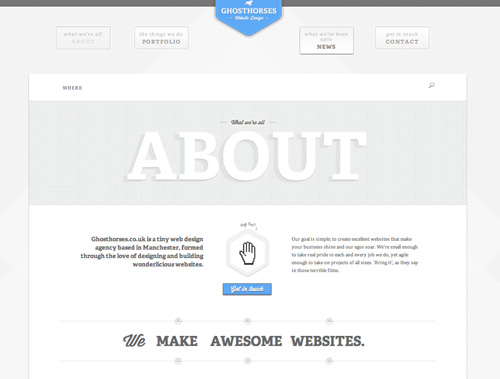 GHOSTHORSES
Website Design
what we're all
ABOUT
the things we do
PORTFOLIO
what we've been
upto
NEWS
get in touch
CONTACT
WHERE
What we're all
ABOUT
Ghosthorses.co.uk is a tiny web design
agency based in Manchester, formed
through the love of designing and building
wonderlicious websites.
Get in touch
Our goal is simple; to create excellent websites that make
your business shine and our egos soar. We're small enough
to take real pride in each and every job we do, yet agile
enough to take on projects of all sizes. 'Bring it', as they say
in those terrible films.
We MAKE AWESOME WEBSITES.